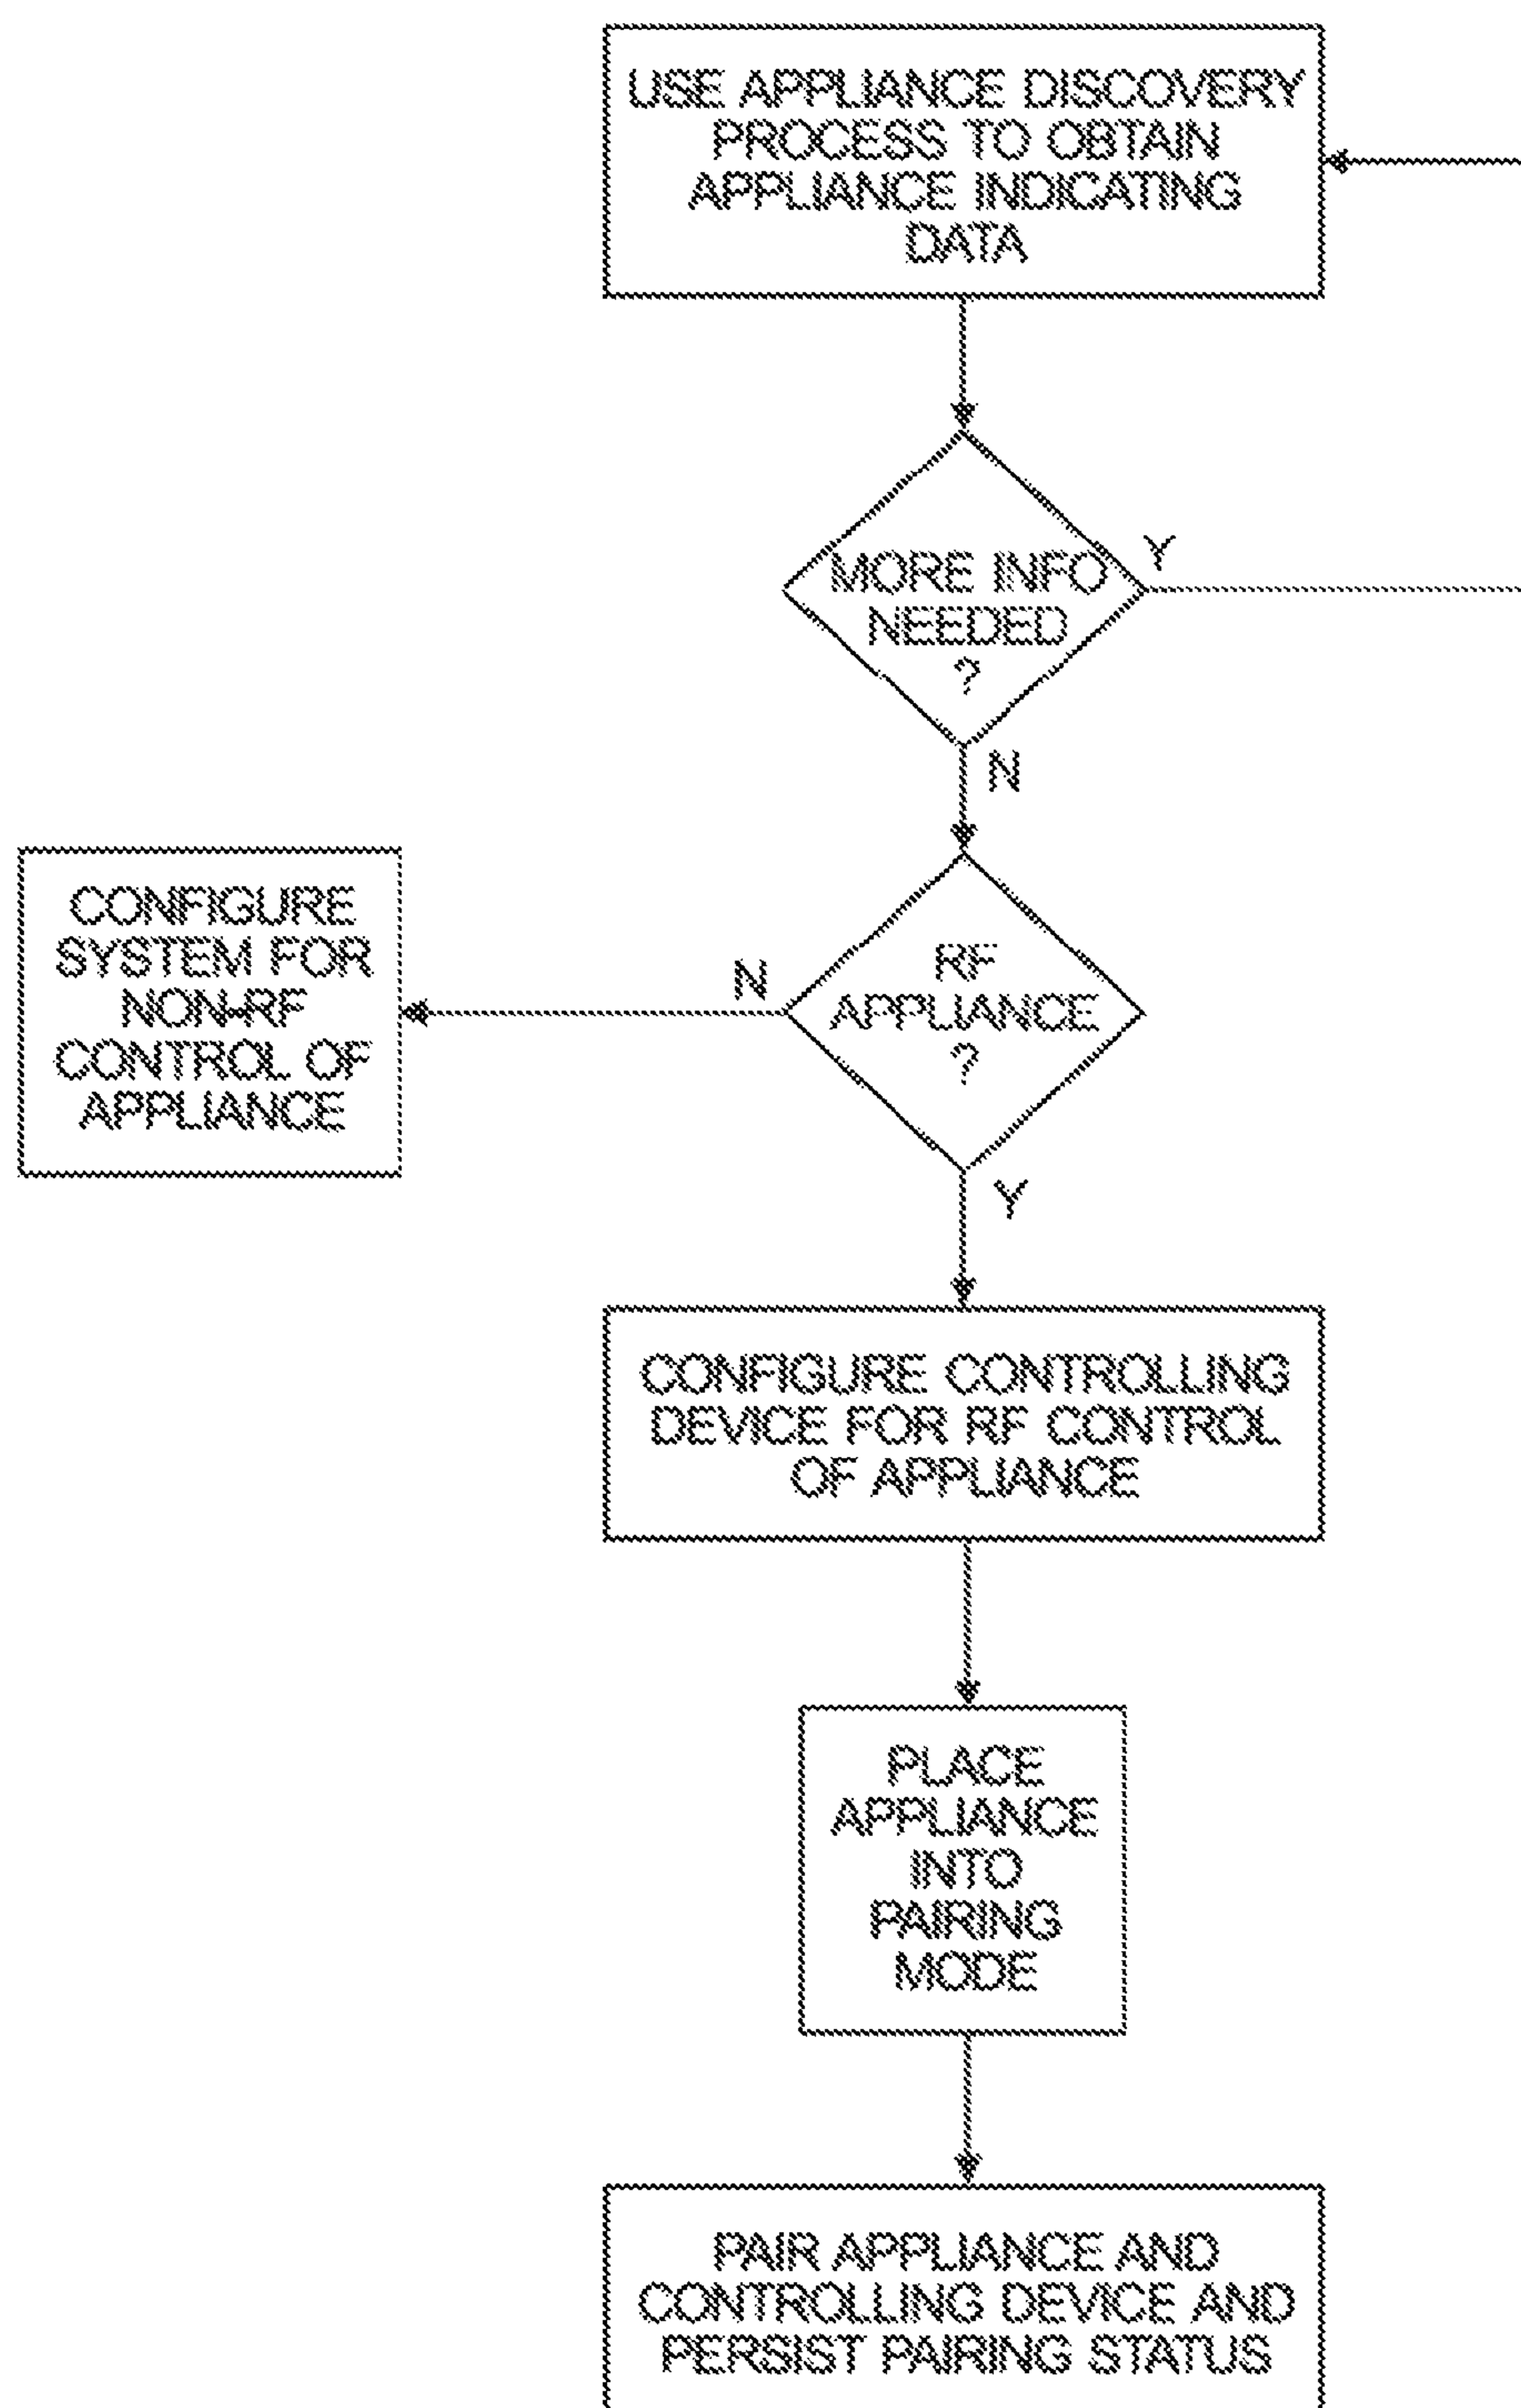 USE APPLIANCE DISCOVERY
PROCESS TO OBTAIN
APPLIANCE INDICATING
DATA
MORE INFO
NEEDED
?
Y
N
RF
APPLIANCE
?
N
CONFIGURE
SYSTEM FOR
NON-RF
CONTROL OF
APPLIANCE
Y
CONFIGURE CONTROLLING
DEVICE FOR RF CONTROL
OF APPLIANCE
PLACE
APPLIANCE
INTO
PAIRING
MODE
PAIR APPLIANCE AND
CONTROLLING DEVICE AND
PERSIST PAIRING STATUS